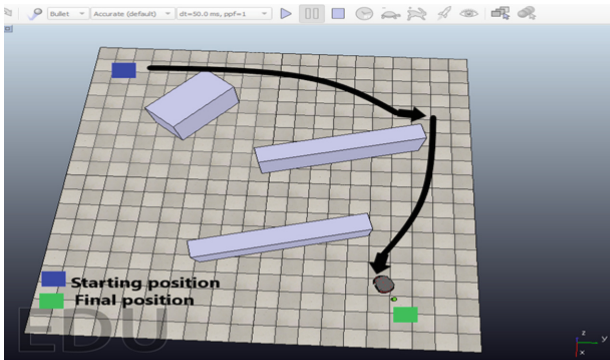 Bullet Accurate (default) dt=50.0 ms, ppf=1
Starting position
Final position
EDU
z
y
x